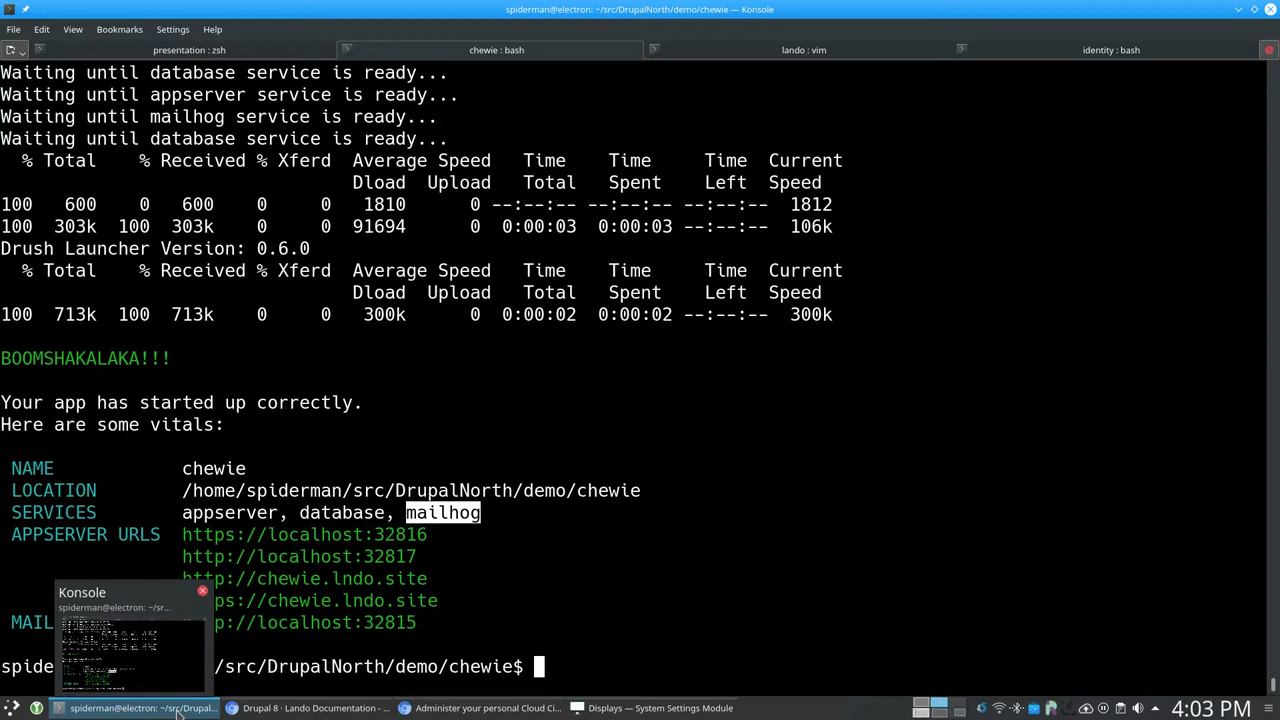 spiderman@electron: ~/src/DrupalNorth/demo/chewie — Konsole
File Edit View Bookmarks Settings Help
presentation : zsh chewie : bash lando : vim identity : bash
Waiting until database service is ready...
Waiting until appserver service is ready...
Waiting until mailhog service is ready...
Waiting until database service is ready...
% Total % Received % Xferd Average Speed Time Time Time Current
Dload Upload Total Spent Left Speed
100 600 0 600 0 0 1810 0 --:--:-- --:--:-- --:--:-- 1812
100 303k 100 303k 0 0 91694 0 0:00:03 0:00:03 --:--:-- 106k
Drush Launcher Version: 0.6.0
% Total % Received % Xferd Average Speed Time Time Time Current
Dload Upload Total Spent Left Speed
100 713k 100 713k 0 0 300k 0 0:00:02 0:00:02 --:--:-- 300k
BOOMSHAKALAKA!!!
Your app has started up correctly.
Here are some vitals:
NAME chewie
LOCATION /home/spiderman/src/DrupalNorth/demo/chewie
SERVICES appserver, database, mailhog
APPSERVER URLS https://localhost:32816
http://localhost:32817
http://chewie.lndo.site
ps://chewie.lndo.site
MAIL p://localhost:32815
spide /src/DrupalNorth/demo/chewie$
Konsole
spiderman@electron: ~/sr...
spiderman@electron: ~/src/Drupal... Drupal 8 - Lando Documentation - ... Administer your personal Cloud Ci... Displays — System Settings Module 4:03 PM